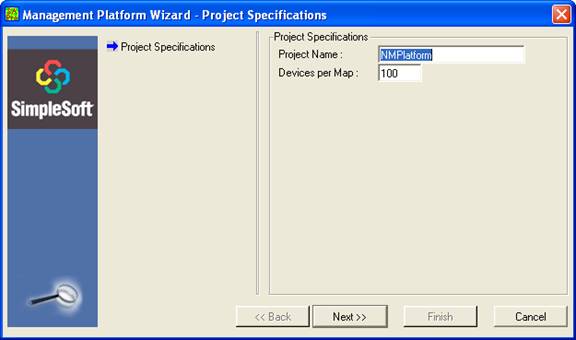 Management Platform Wizard - Project Specifications
SimpleSoft
Project Specifications
Project Specifications
Project Name :
NMPlatform
Devices per Map :
100
<< Back
Next >>
Finish
Cancel